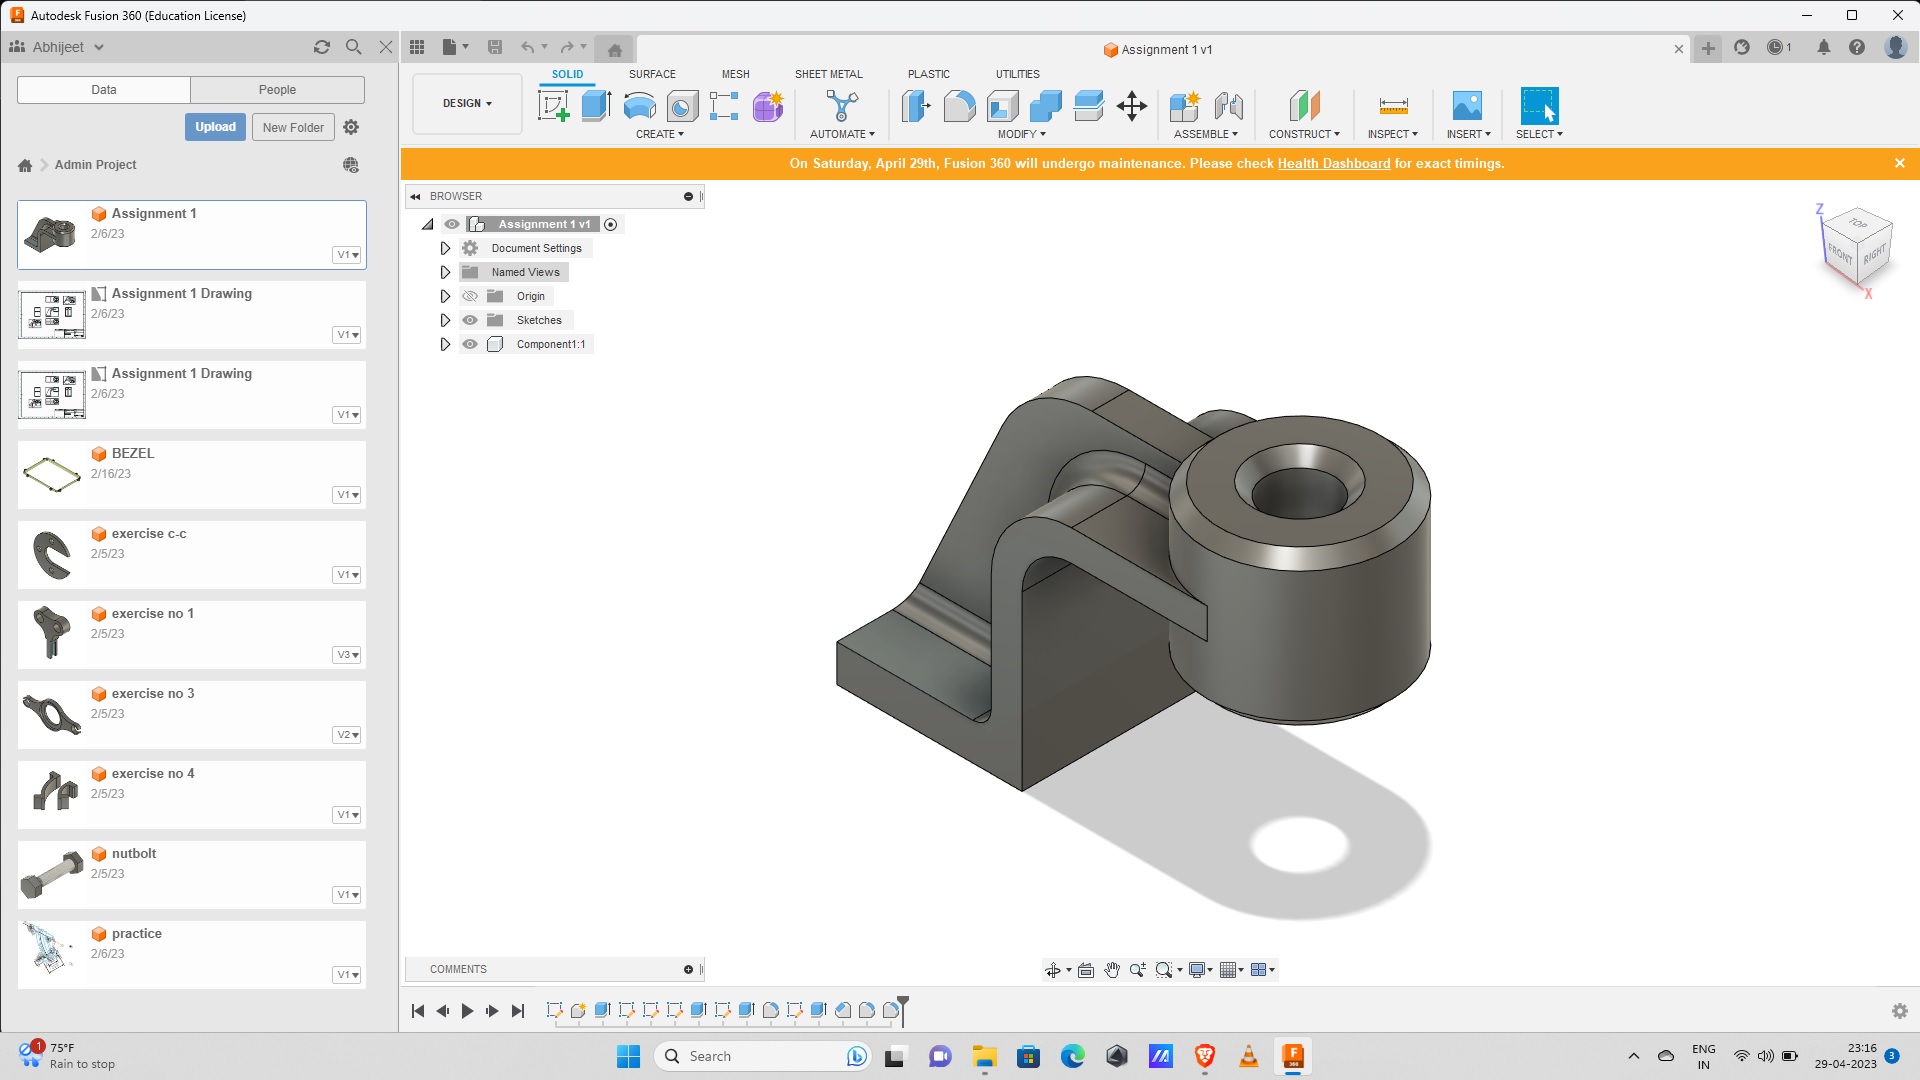 Autodesk Fusion 360 (Education License)
Abhijeet
Assignment 1 v1
1
Data
People
Upload
New Folder
Admin Project
Assignment 1
2/6/23
V1
Assignment 1 Drawing
2/6/23
V1
Assignment 1 Drawing
2/6/23
V1
BEZEL
2/16/23
V1
exercise c-c
2/5/23
V1
exercise no 1
2/5/23
V3
exercise no 3
2/5/23
V2
exercise no 4
2/5/23
V1
nutbolt
2/5/23
V1
practice
2/6/23
V1
DESIGN
SOLID
SURFACE
MESH
SHEET METAL
PLASTIC
UTILITIES
CREATE
AUTOMATE
MODIFY
ASSEMBLE
CONSTRUCT
INSPECT
INSERT
SELECT
On Saturday, April 29th, Fusion 360 will undergo maintenance. Please check Health Dashboard for exact timings.
BROWSER
Assignment 1 v1
Document Settings
Named Views
Origin
Sketches
Component1:1
Z
TOP
FRONT
RIGHT
X
COMMENTS
1
75°F
Rain to stop
Search
F
360
ENG
IN
23:16
29-04-2023
3